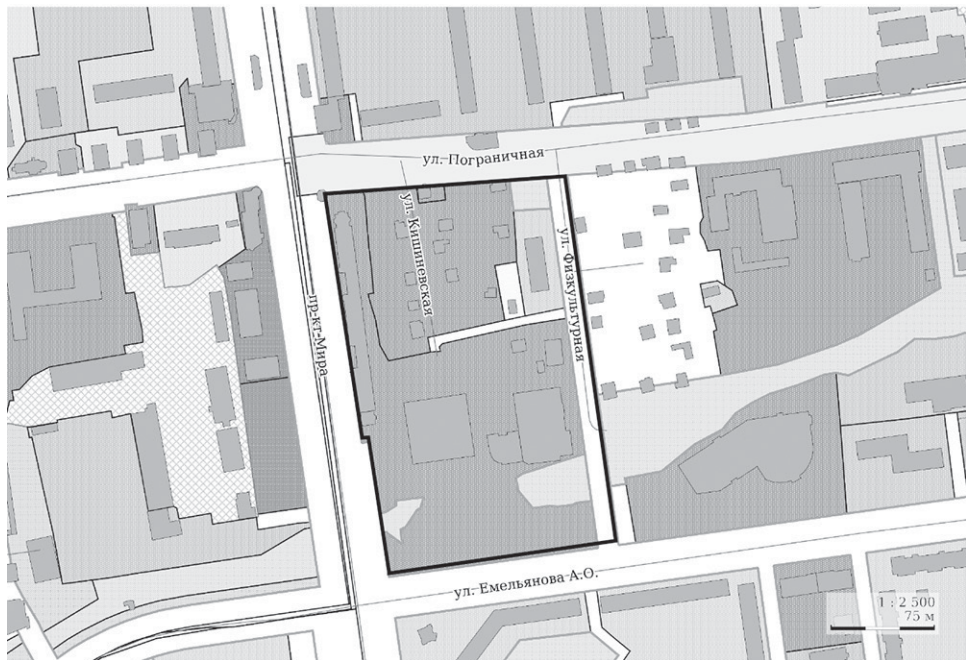 ул. Пограничная
ул. Кишиневская
ул. Физкультурная
пр-кт Мира
ул. Емельянова А.О.
1 : 2 500
75 м